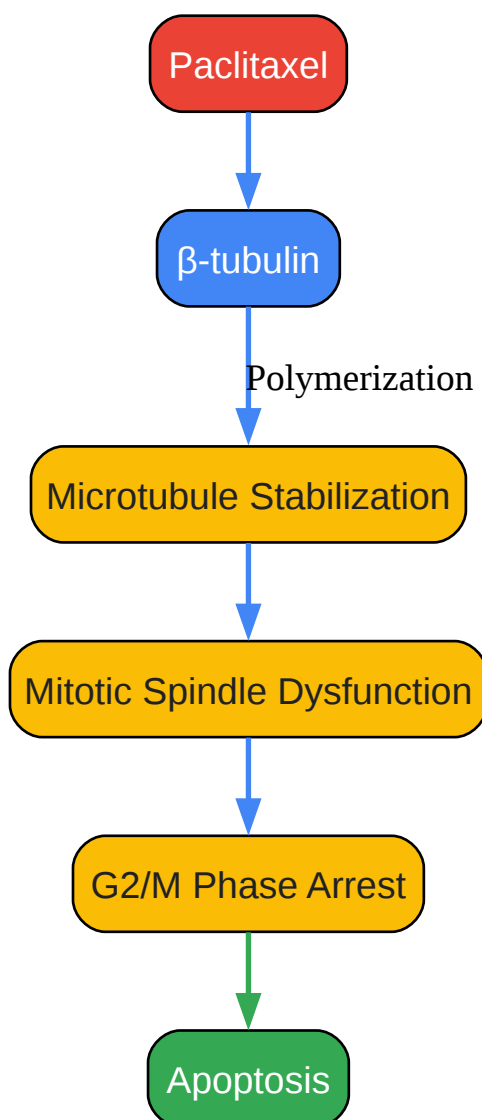 Paclitaxel
β-tubulin
Polymerization
Microtubule Stabilization
Mitotic Spindle Dysfunction
G2/M Phase Arrest
Apoptosis